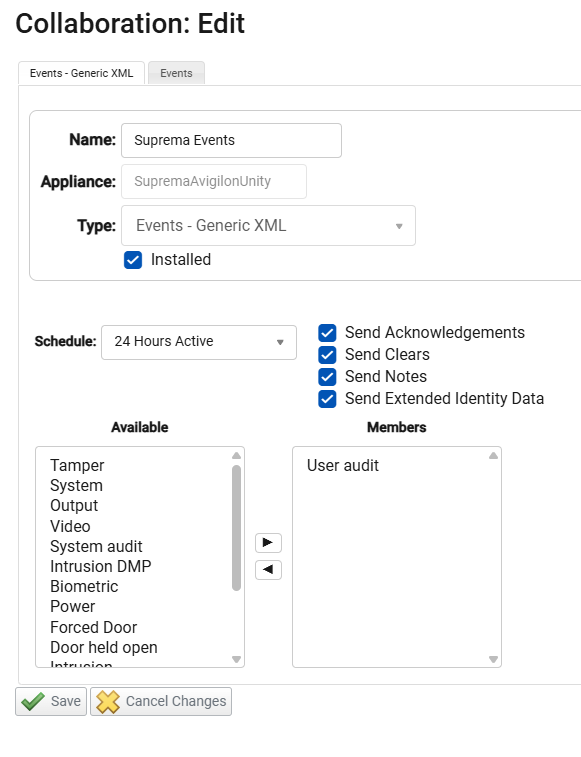 Collaboration: Edit
Events - Generic XML
Events
Name:
Suprema Events
Appliance:
SupremaAvigilonUnity
Type:
Events - Generic XML
Installed
Schedule:
24 Hours Active
Send Acknowledgements
Send Clears
Send Notes
Send Extended Identity Data
Available
Tamper
System
Output
Video
System audit
Intrusion DMP
Biometric
Power
Forced Door
Door held open
Intrusion
Members
User audit
Save
Cancel Changes